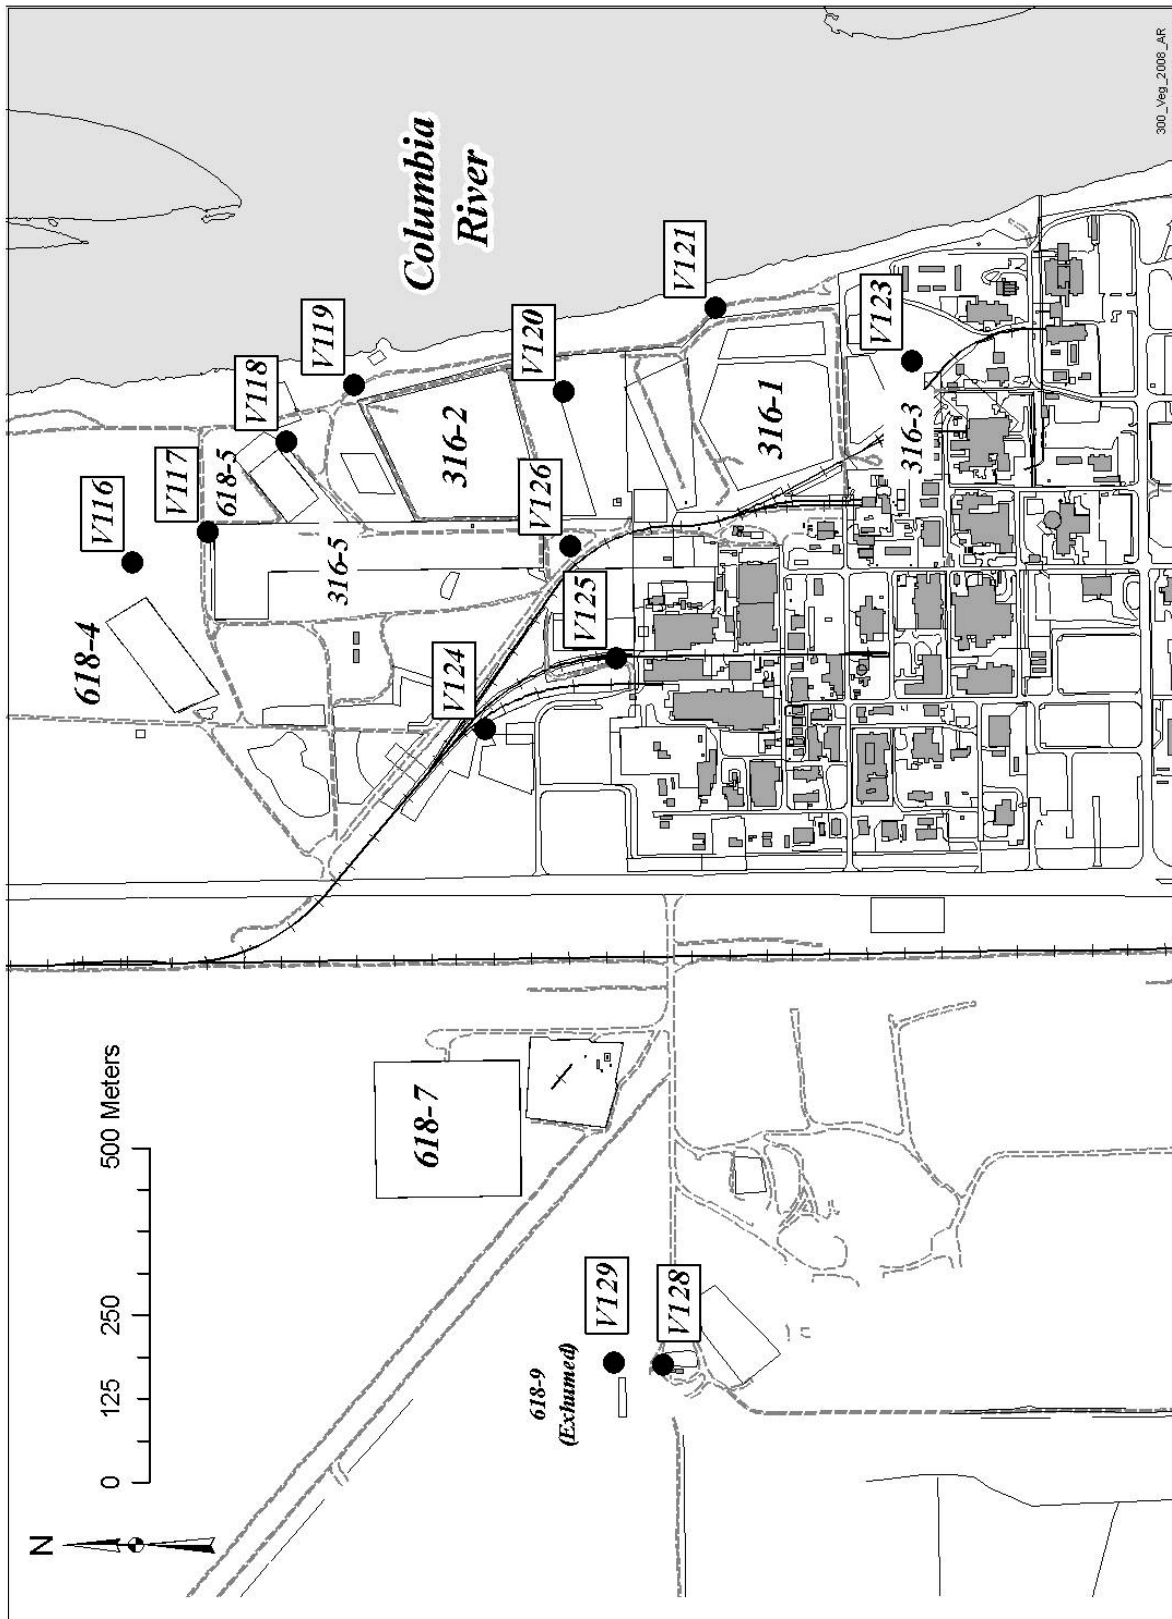 300_Veg_2008_AR
Columbia
River
V116
V117
V118
V119
V120
V121
V123
V124
V125
V126
V128
V129
618-4
618-5
316-5
316-2
316-1
316-3
618-7
618-9
(Exhumed)
0 125 250 500 Meters
N